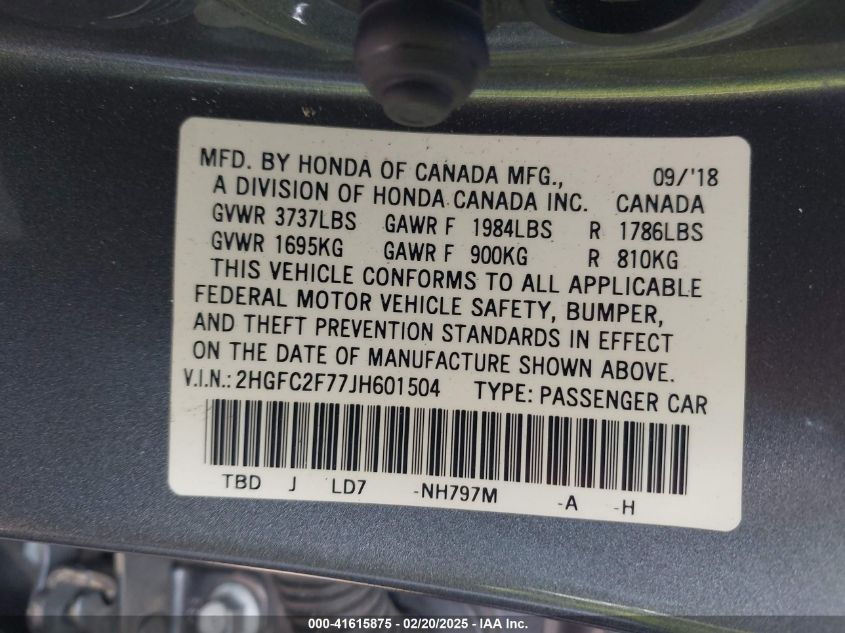 MFD. BY HONDA OF CANADA MFG., 09/'18
A DIVISION OF HONDA CANADA INC. CANADA
GVWR 3737LBS GAWR F 1984LBS R 1786LBS
GVWR 1695KG GAWR F 900KG R 810KG
THIS VEHICLE CONFORMS TO ALL APPLICABLE
FEDERAL MOTOR VEHICLE SAFETY, BUMPER,
AND THEFT PREVENTION STANDARDS IN EFFECT
ON THE DATE OF MANUFACTURE SHOWN ABOVE.
V.I.N.: 2HGFC2F77JH601504 TYPE: PASSENGER CAR
TBD J LD7 -NH797M -A -H
000-41615875 - 02/20/2025 - IAA Inc.